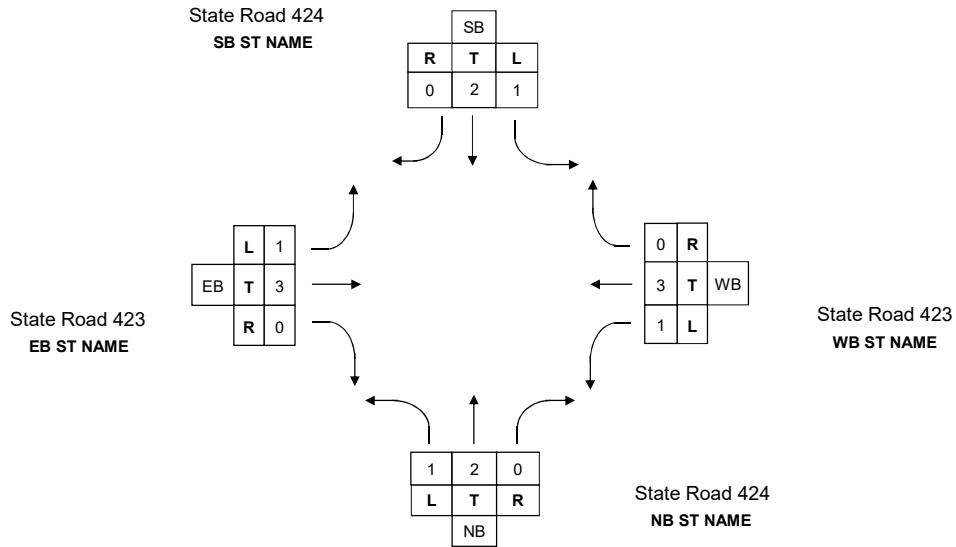 State Road 424
SB ST NAME
SB
R T L
0 2 1
L 1
EB T 3
R 0
State Road 423
EB ST NAME
0 R
3 T WB
1 L
State Road 423
WB ST NAME
1 2 0
L T R
NB
State Road 424
NB ST NAME